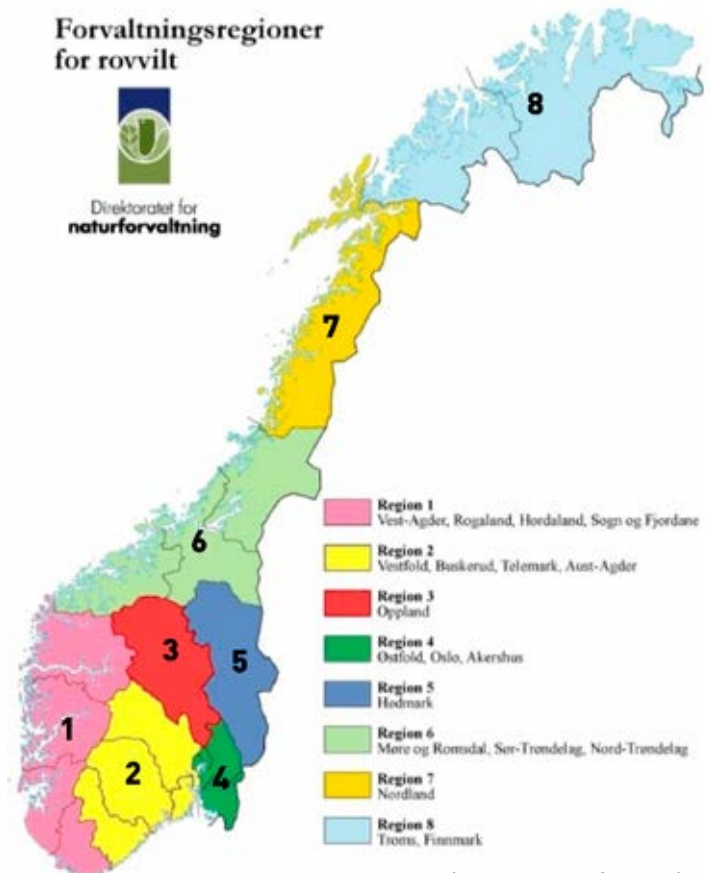 Forvaltningsregioner
for rovvilt
Direktoratet for
naturforvaltning
8
7
6
3
5
1
2
4
Region 1
Vest-Agder, Rogaland, Hordaland, Sogn og Fjordane
Region 2
Vestfold, Buskerud, Telemark, Aust-Agder
Region 3
Oppland
Region 4
Østfold, Oslo, Akershus
Region 5
Hedmark
Region 6
Møre og Romsdal, Sør-Trøndelag, Nord-Trøndelag
Region 7
Nordland
Region 8
Troms, Finnmark